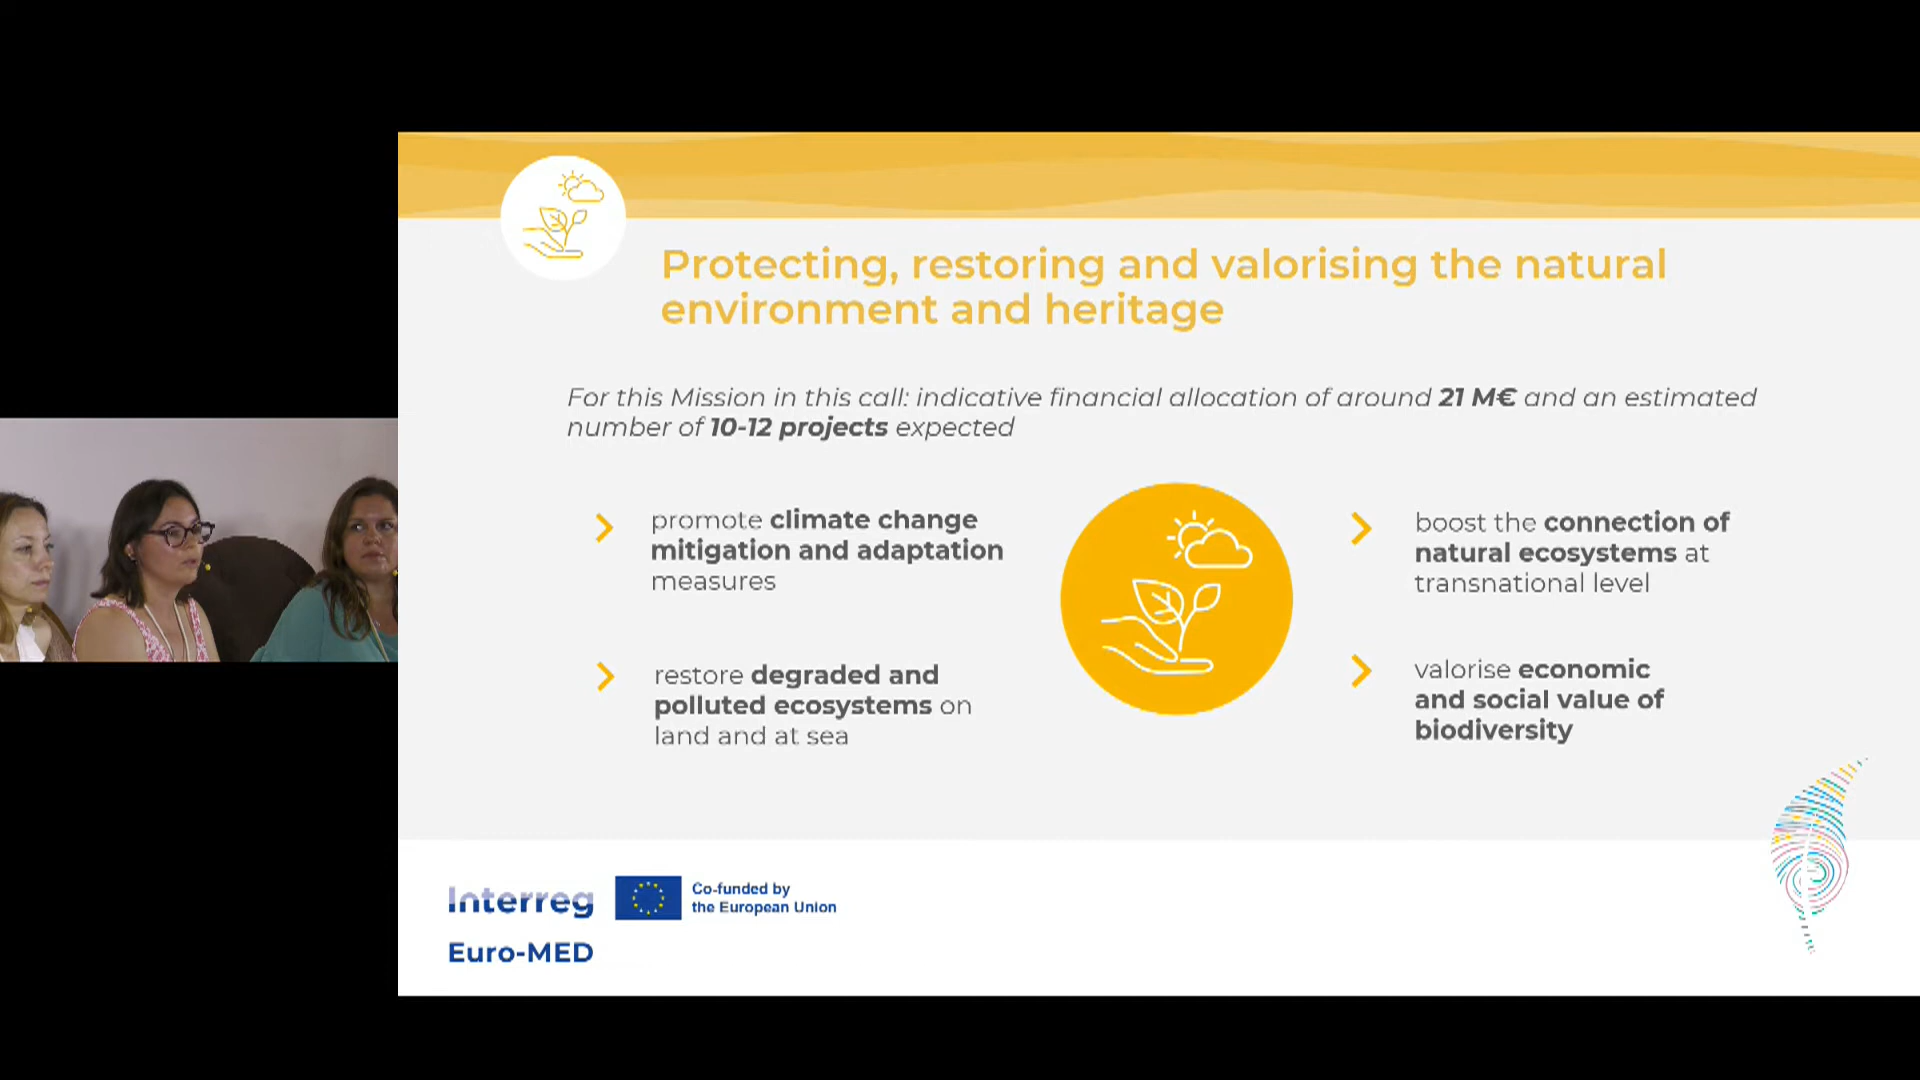 Protecting, restoring and valorising the natural
environment and heritage
For this Mission in this call: indicative financial allocation of around 21 M€ and an estimated
number of 10-12 projects expected
promote climate change
mitigation and adaptation
measures
restore degraded and
polluted ecosystems on
land and at sea
boost the connection of
natural ecosystems at
transnational level
valorise economic
and social value of
biodiversity
Interreg
Co-funded by
the European Union
Euro-MED